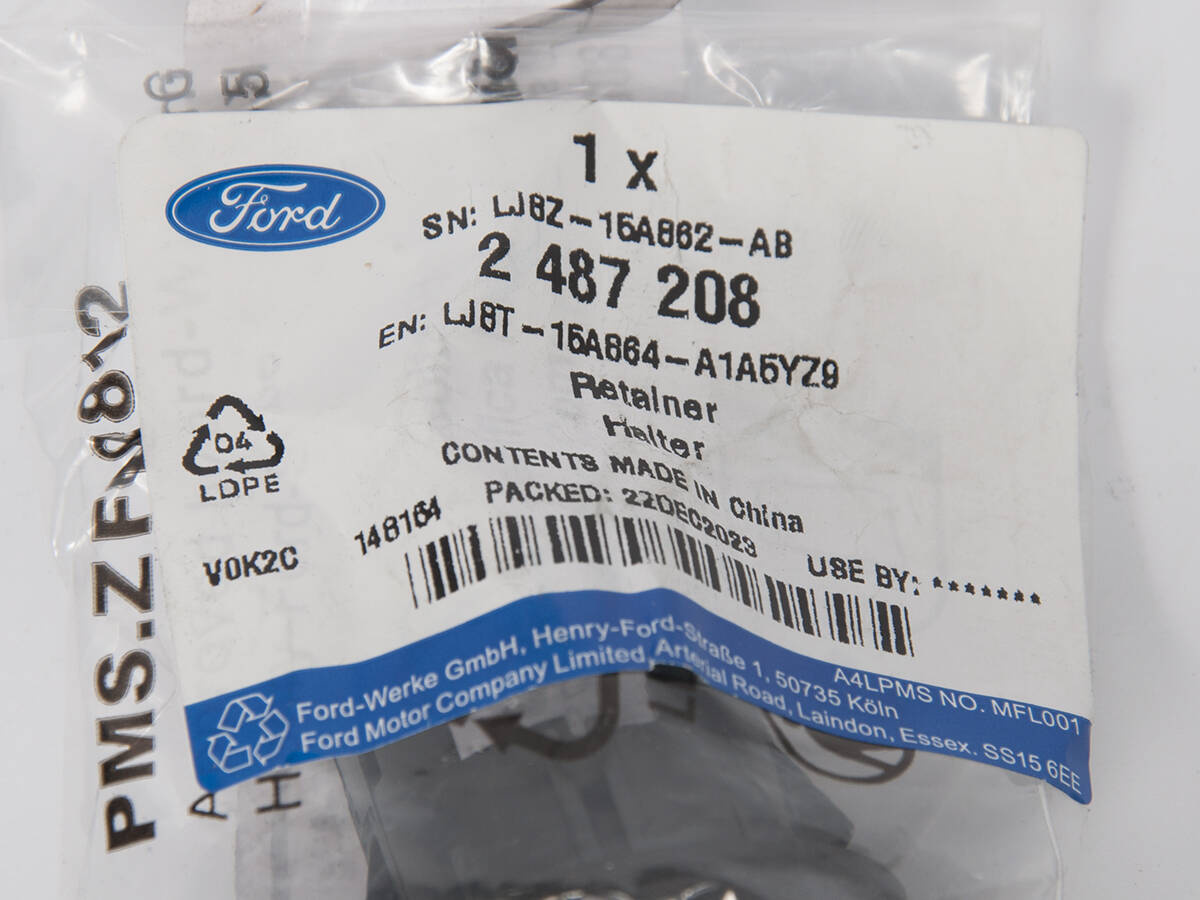 1 x
Ford
SN: LJ8Z-15A862-AB
2 487 208
EN: LJ8T-15A864-A1A5YZ9
Retainer
Halter
04
LDPE
CONTENTS MADE IN China
PACKED: 22DEC2023
V0K2C
148164
USE BY: *******
A4LPMS NO. MFL001
Ford-Werke GmbH, Henry-Ford-Straße 1, 50735 Köln
Ford Motor Company Limited, Arterial Road, Laindon, Essex. SS15 6EE
PMS.Z FN812